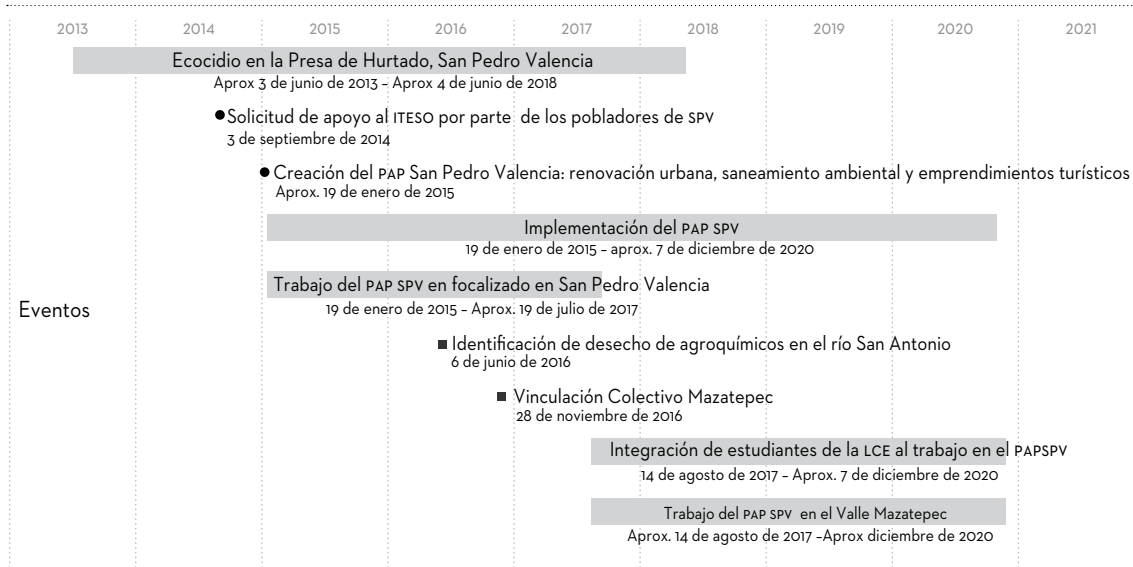 2013 2014 2015 2016 2017 2018 2019 2020 2021
Ecocidio en la Presa de Hurtado, San Pedro Valencia
Aprox 3 de junio de 2013 – Aprox 4 de junio de 2018
Solicitud de apoyo al ITESO por parte de los pobladores de SPV
3 de septiembre de 2014
Creación del PAP San Pedro Valencia: renovación urbana, saneamiento ambiental y emprendimientos turísticos
Aprox. 19 de enero de 2015
Implementación del PAP SPV
19 de enero de 2015 – aprox. 7 de diciembre de 2020
Trabajo del PAP SPV en focalizado en San Pedro Valencia
19 de enero de 2015 – Aprox. 19 de julio de 2017
Eventos
Identificación de desecho de agroquímicos en el río San Antonio
6 de junio de 2016
Vinculación Colectivo Mazatepec
28 de noviembre de 2016
Integración de estudiantes de la LCE al trabajo en el PAPSPV
14 de agosto de 2017 – Aprox. 7 de diciembre de 2020
Trabajo del PAP SPV en el Valle Mazatepec
Aprox. 14 de agosto de 2017 –Aprox diciembre de 2020